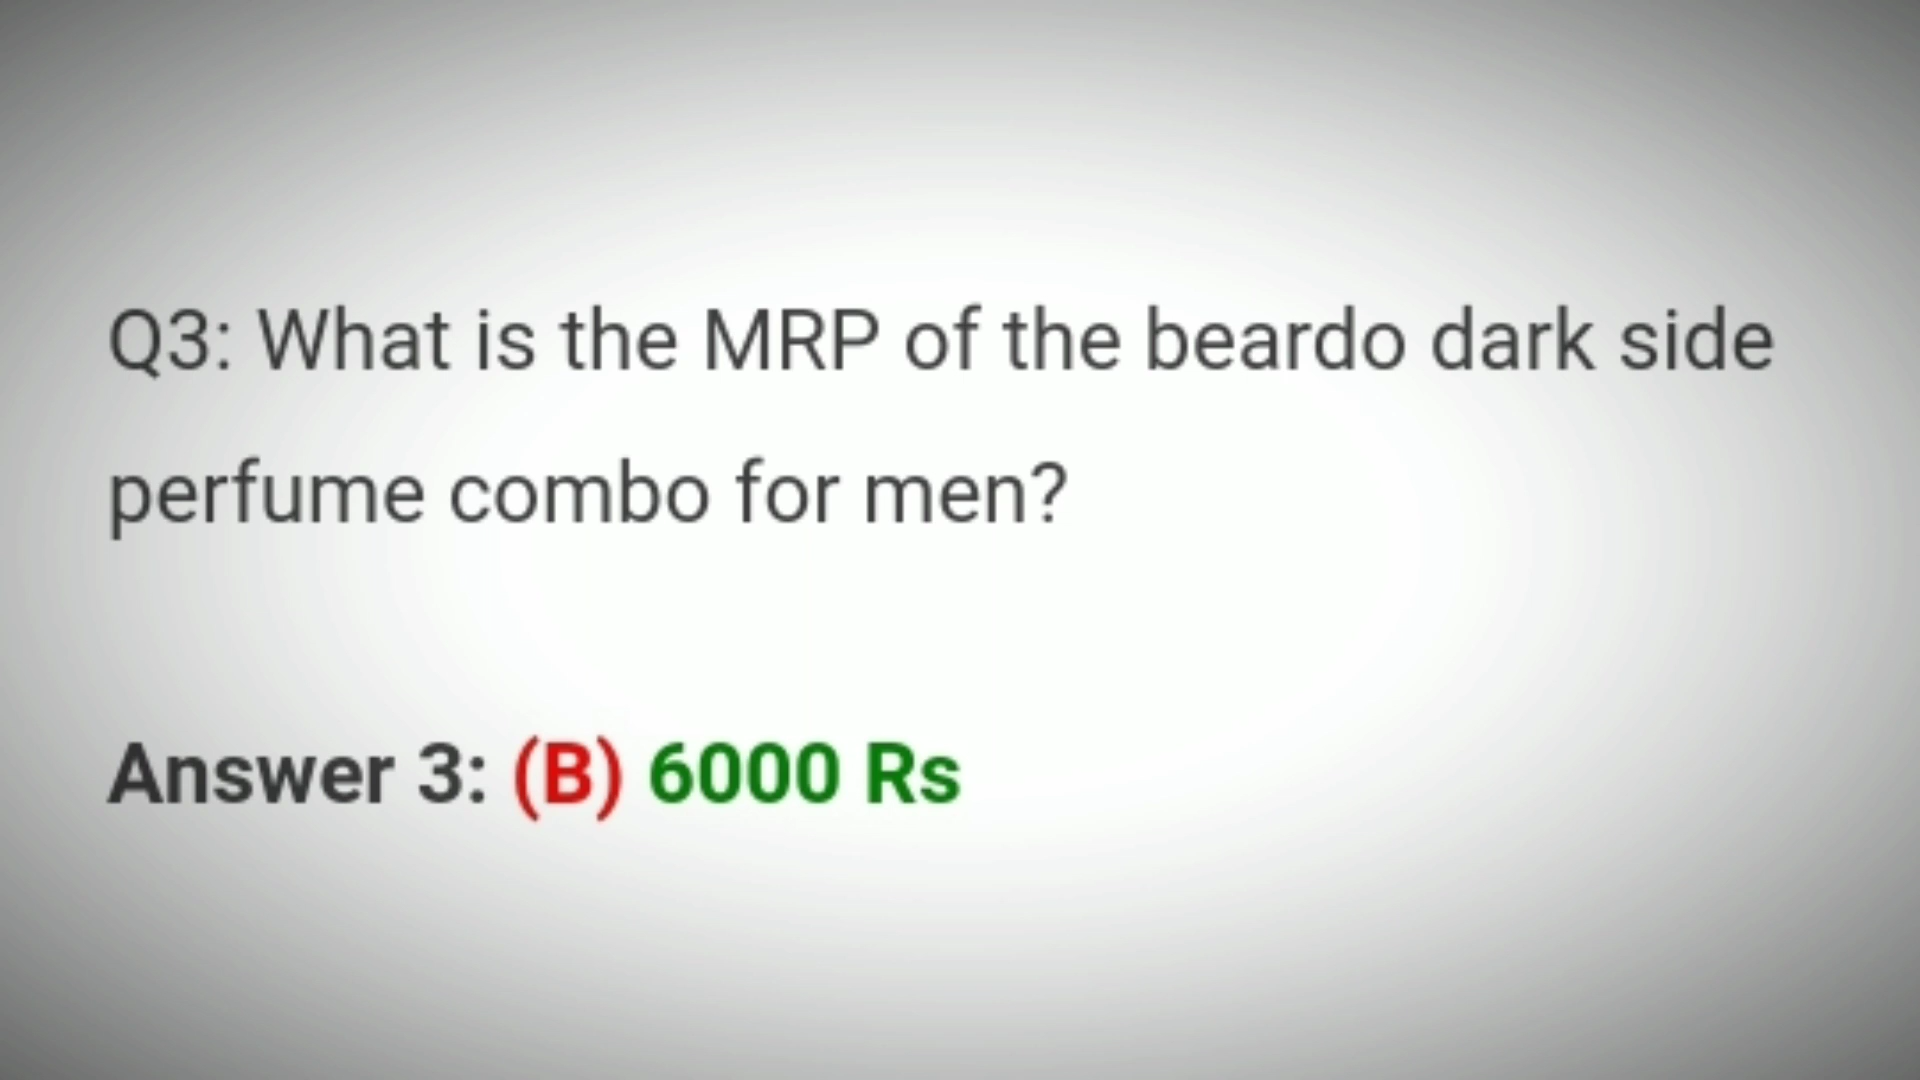 Q3: What is the MRP of the beardo dark side
perfume combo for men?
Answer 3: (B) 6000 Rs